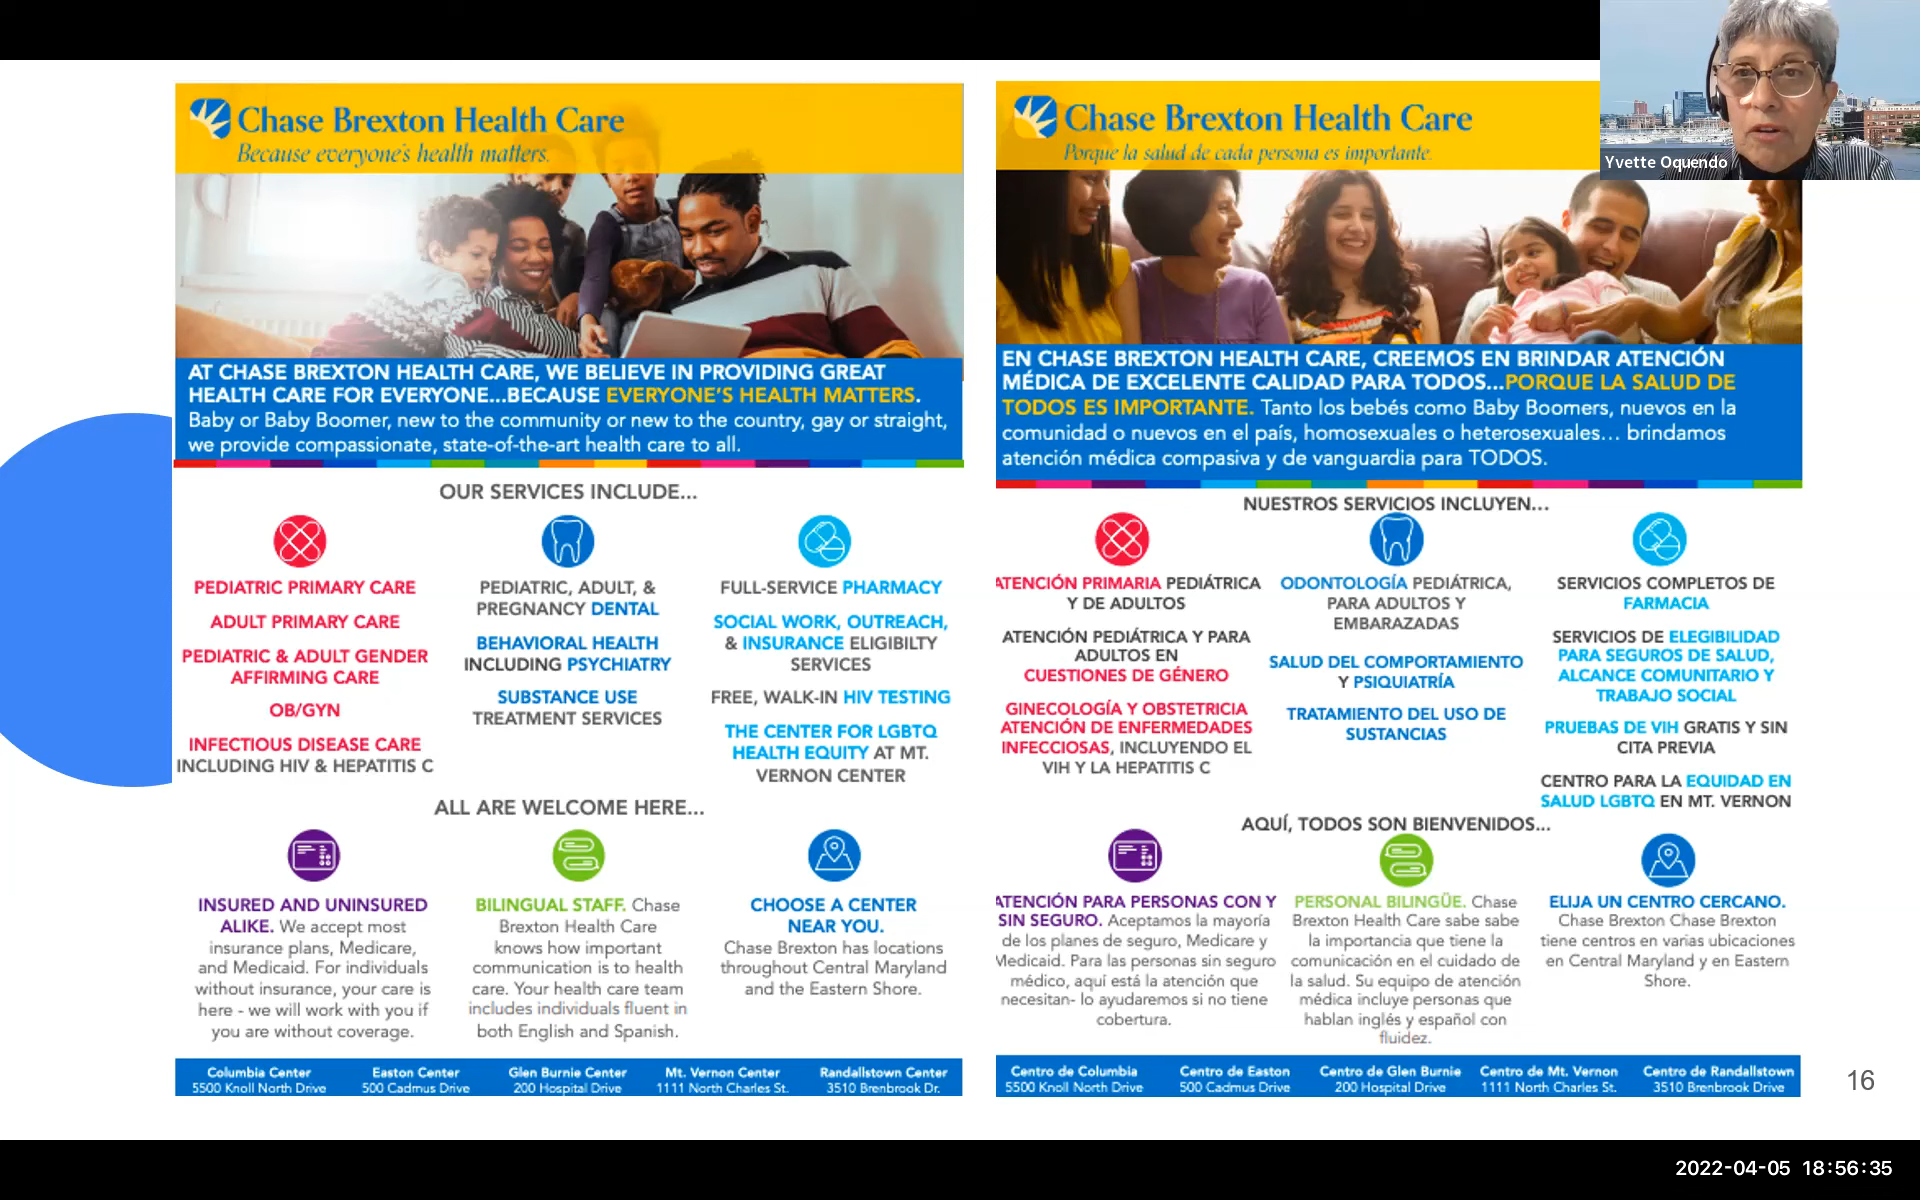 Chase Brexton Health Care
Because everyone's health matters.
AT CHASE BREXTON HEALTH CARE, WE BELIEVE IN PROVIDING GREAT
HEALTH CARE FOR EVERYONE...BECAUSE EVERYONE'S HEALTH MATTERS.
Baby or Baby Boomer, new to the community or new to the country, gay or straight,
we provide compassionate, state-of-the-art health care to all.
OUR SERVICES INCLUDE...
PEDIATRIC PRIMARY CARE
ADULT PRIMARY CARE
PEDIATRIC & ADULT GENDER
AFFIRMING CARE
OB/GYN
INFECTIOUS DISEASE CARE
INCLUDING HIV & HEPATITIS C
PEDIATRIC, ADULT, &
PREGNANCY DENTAL
BEHAVIORAL HEALTH
INCLUDING PSYCHIATRY
SUBSTANCE USE
TREATMENT SERVICES
FULL-SERVICE PHARMACY
SOCIAL WORK, OUTREACH,
& INSURANCE ELIGIBILTY
SERVICES
FREE, WALK-IN HIV TESTING
THE CENTER FOR LGBTQ
HEALTH EQUITY AT MT.
VERNON CENTER
ALL ARE WELCOME HERE...
INSURED AND UNINSURED
ALIKE. We accept most
insurance plans, Medicare,
and Medicaid. For individuals
without insurance, your care is
here - we will work with you if
you are without coverage.
BILINGUAL STAFF. Chase
Brexton Health Care
knows how important
communication is to health
care. Your health care team
includes individuals fluent in
both English and Spanish.
CHOOSE A CENTER
NEAR YOU.
Chase Brexton has locations
throughout Central Maryland
and the Eastern Shore.
Columbia Center
5500 Knoll North Drive
Easton Center
500 Cadmus Drive
Glen Burnie Center
200 Hospital Drive
Mt. Vernon Center
1111 North Charles St.
Randallstown Center
3510 Brenbrook Dr.
Chase Brexton Health Care
Porque la salud de cada persona es importante.
EN CHASE BREXTON HEALTH CARE, CREEMOS EN BRINDAR ATENCIÓN
MÉDICA DE EXCELENTE CALIDAD PARA TODOS...PORQUE LA SALUD DE
TODOS ES IMPORTANTE. Tanto los bebés como Baby Boomers, nuevos en la
comunidad o nuevos en el país, homosexuales o heterosexuales... brindamos
atención médica compasiva y de vanguardia para TODOS.
NUESTROS SERVICIOS INCLUYEN...
ATENCIÓN PRIMARIA PEDIÁTRICA
Y DE ADULTOS
ATENCIÓN PEDIÁTRICA Y PARA
ADULTOS EN
CUESTIONES DE GÉNERO
GINECOLOGÍA Y OBSTETRICIA
ATENCIÓN DE ENFERMEDADES
INFECCIOSAS, INCLUYENDO EL
VIH Y LA HEPATITIS C
ODONTOLOGÍA PEDIÁTRICA,
PARA ADULTOS Y
EMBARAZADAS
SALUD DEL COMPORTAMIENTO
Y PSIQUIATRÍA
TRATAMIENTO DEL USO DE
SUSTANCIAS
SERVICIOS COMPLETOS DE
FARMACIA
SERVICIOS DE ELEGIBILIDAD
PARA SEGUROS DE SALUD,
ALCANCE COMUNITARIO Y
TRABAJO SOCIAL
PRUEBAS DE VIH GRATIS Y SIN
CITA PREVIA
CENTRO PARA LA EQUIDAD EN
SALUD LGBTQ EN MT. VERNON
AQUÍ, TODOS SON BIENVENIDOS...
ATENCIÓN PARA PERSONAS CON Y
SIN SEGURO. Aceptamos la mayoría
de los planes de seguro, Medicare y
Medicaid. Para las personas sin seguro
médico, aquí está la atención que
necesitan- lo ayudaremos si no tiene
cobertura.
PERSONAL BILINGÜE. Chase
Brexton Health Care sabe sabe
la importancia que tiene la
comunicación en el cuidado de
la salud. Su equipo de atención
médica incluye personas que
hablan inglés y español con
fluidez.
ELIJA UN CENTRO CERCANO.
Chase Brexton Chase Brexton
tiene centros en varias ubicaciones
en Central Maryland y en Eastern
Shore.
Centro de Columbia
5500 Knoll North Drive
Centro de Easton
500 Cadmus Drive
Centro de Glen Burnie
200 Hospital Drive
Centro de Mt. Vernon
1111 North Charles St.
Centro de Randallstown
3510 Brenbrook Drive
Yvette Oquendo
16
2022-04-05 18:56:35